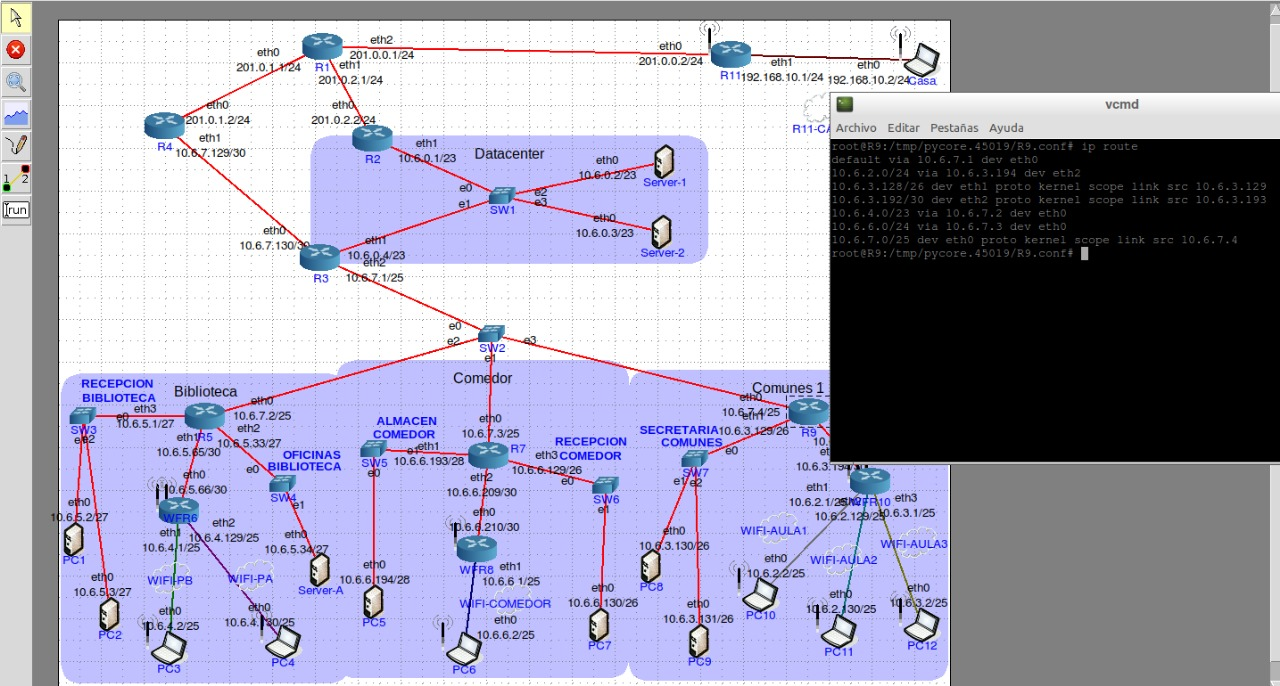 run
R1
eth2
201.0.0.1/24
eth0
201.0.1.1/24
eth1
201.0.2.1/24
eth0
201.0.0.2/24
R11
eth1
192.168.10.1/24
eth0
192.168.10.2/24
Casa
eth0
201.0.1.2/24
R4
eth1
10.6.7.129/30
eth0
201.0.2.2/24
R2
eth1
10.6.0.1/23
Datacenter
e0
e1
e2
e3
SW1
eth0
10.6.0.2/23
Server-1
eth0
10.6.0.3/23
Server-2
eth0
10.6.7.130/30
eth1
10.6.0.4/23
eth2
10.6.7.1/25
R3
vcmd
Archivo Editar Pestañas Ayuda
root@R9:/tmp/pycore.45019/R9.conf# ip route
default via 10.6.7.1 dev eth0
10.6.2.0/24 via 10.6.3.194 dev eth2
10.6.3.128/26 dev eth1 proto kernel scope link src 10.6.3.129
10.6.3.192/30 dev eth2 proto kernel scope link src 10.6.3.193
10.6.4.0/23 via 10.6.7.2 dev eth0
10.6.6.0/24 via 10.6.7.3 dev eth0
10.6.7.0/25 dev eth0 proto kernel scope link src 10.6.7.4
root@R9:/tmp/pycore.45019/R9.conf#
e0
e2
e1
e3
SW2
RECEPCION
BIBLIOTECA
Biblioteca
SW3
e0
eth3
10.6.5.1/27
R5
eth0
10.6.7.2/25
eth2
10.6.5.33/27
eth1
10.6.5.65/30
OFICINAS
BIBLIOTECA
e0
SW4
e1
eth0
10.6.5.66/30
WFR6
eth2
10.6.4.129/25
eth1
10.6.4.1/25
10.6.5.34/27
Server-A
eth0
10.6.5.2/27
PC1
eth0
10.6.5.3/27
PC2
WIFI-PB
WIFI-PA
eth0
10.6.4.2/25
PC3
eth0
PC4
Comedor
ALMACEN
COMEDOR
SW5
e0
eth1
10.6.6.193/28
eth0
10.6.7.3/25
R7
eth3
10.6.6.129/26
RECEPCION
COMEDOR
e0
SW6
e1
eth2
10.6.6.209/30
eth0
WFR8
eth1
WIFI-COMEDOR
eth0
10.6.6.2/25
PC6
eth0
10.6.6.194/28
PC5
eth0
10.6.6.130/26
PC7
Comunes 1
eth0
10.6.7.4/25
eth1
10.6.3.129/26
R9
SECRETARIA
COMUNES
e0
SW7
e1
e2
eth0
10.6.3.130/26
PC8
eth0
10.6.3.131/26
PC9
eth1
10.6.2.1/25
10.6.2.129/25
eth3
10.6.3.1/25
WIFI-AULA1
WIFI-AULA2
WIFI-AULA3
eth0
10.6.2.2/25
PC10
eth0
PC11
eth0
10.6.3.2/25
PC12